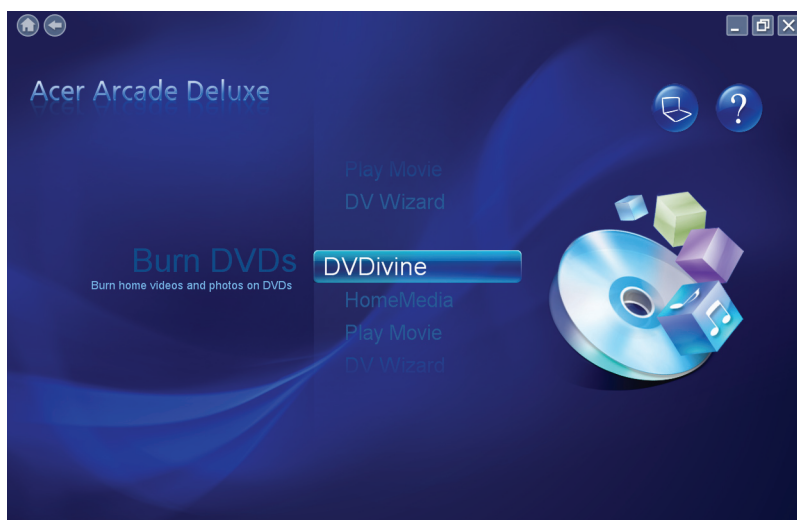 Acer Arcade Deluxe
?
Play Movie
DV Wizard
Burn DVDs
DVDivine
Burn home videos and photos on DVDs
HomeMedia
Play Movie
DV Wizard